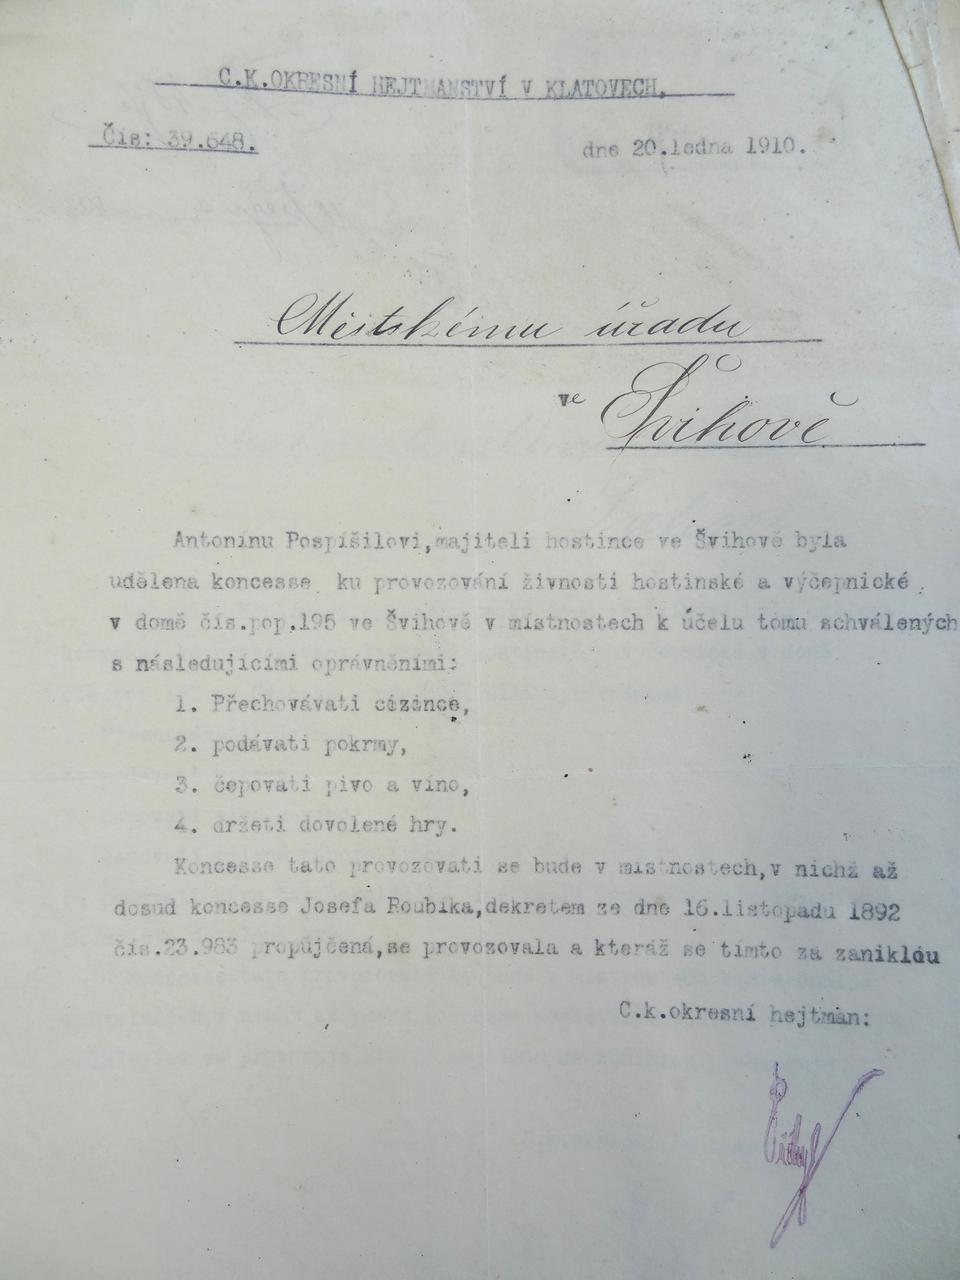 C.K.OKRESNÍ HEJTMANSTVÍ V KLATOVECH.
Čís: 39.648.
dne 20.ledna 1910.
Městskému úřadu
ve Švihově
Antonínu Pospíšilovi,majiteli hostince ve Švihově byla
udělena koncesse ku provozování živnosti hostinské a výčepnické
v domě čís.pop.195 ve Švihově v místnostech k účelu tomu schválených
s následujícími oprávněními:
1. Přechovávati cizince,
2. podávati pokrmy,
3. čepovati pivo a víno,
4. držeti dovolené hry.
Koncesse tato provozovati se bude v místnostech,v nichž až
dosud koncesse Josefa Roubíka,dekretem ze dne 16.listopadu 1892
čís.23.983 propůjčená,se provozovala a kteráž se tímto za zaniklou
C.k.okresní hejtman: